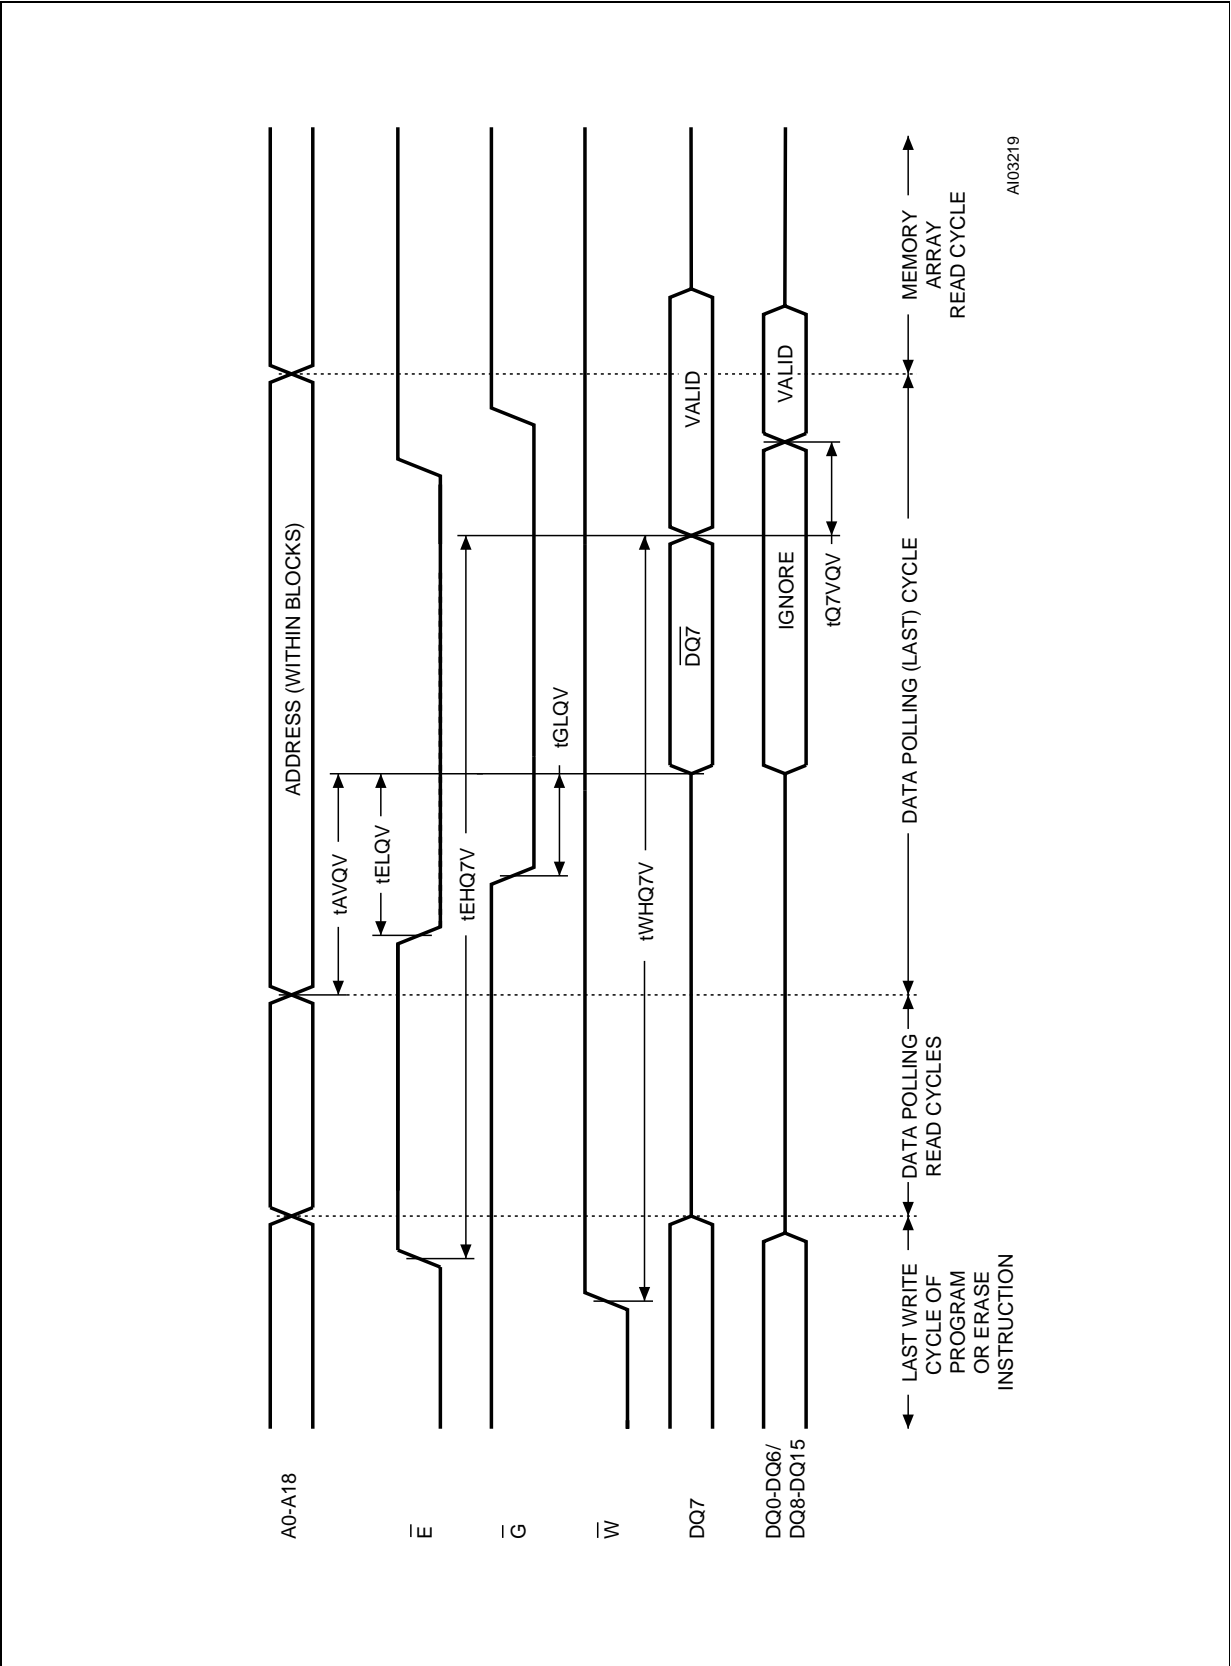 A0-A18
ADDRESS (WITHIN BLOCKS)
tAVQV
tELQV
E
tEHQ7V
G
tGLQV
W
tWHQ7V
DQ7
DQ7
VALID
DQ0-DQ6/
DQ8-DQ15
IGNORE
VALID
tQ7VQV
LAST WRITE
CYCLE OF
PROGRAM
OR ERASE
INSTRUCTION
DATA POLLING
READ CYCLES
DATA POLLING (LAST) CYCLE
MEMORY
ARRAY
READ CYCLE
AI03219